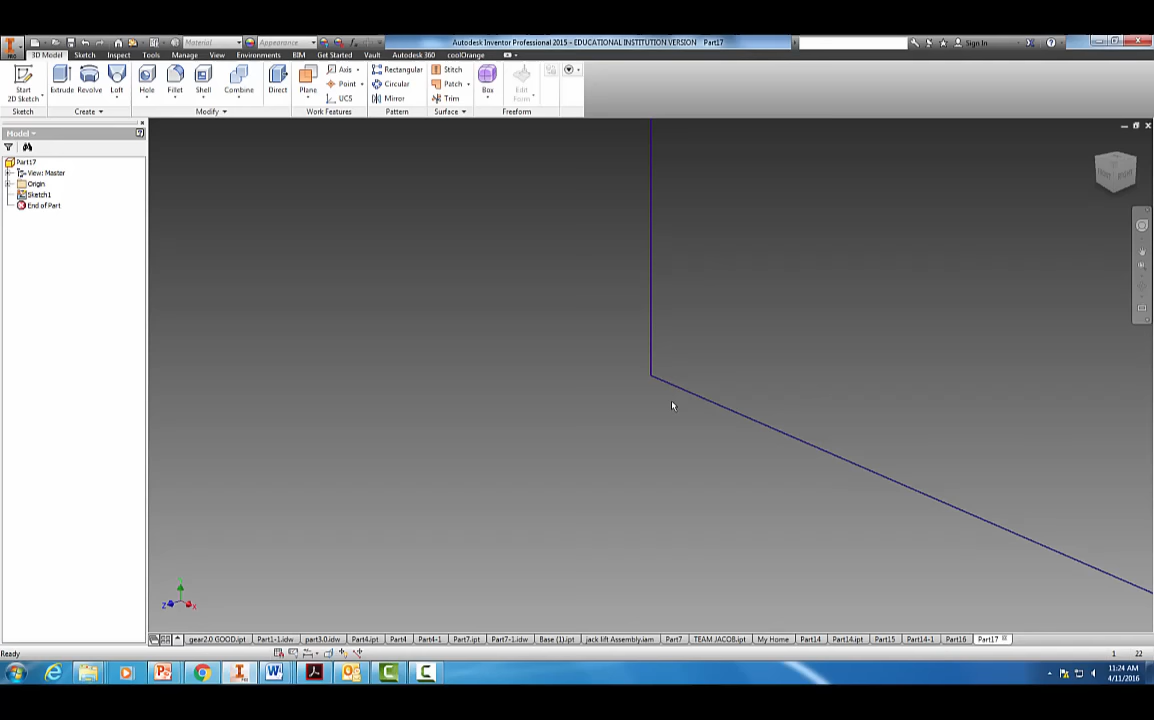 Material
Appearance
Autodesk Inventor Professional 2015 – EDUCATIONAL INSTITUTION VERSION Part17
Sign In
PRO
3D Model Sketch Inspect Tools Manage View Environments BIM Get Started Vault Autodesk 360 coolOrange
Start
2D Sketch
Extrude Revolve Loft
Hole Fillet Shell Combine
Direct
Plane
Axis
Point
UCS
Rectangular
Circular
Mirror
Stitch
Patch
Trim
Box
Edit
Form
Sketch Create Modify Work Features Pattern Surface Freeform
Model
Part17
View: Master
Origin
Sketch1
End of Part
Z X
gear2.0 GOOD.ipt Part1-1.idw part3.0.idw Part4.ipt Part4 Part4-1 Part7.ipt Part7-1.idw Base (1).ipt jack lift Assembly.iam Part7 TEAM JACOB.ipt My Home Part14 Part14.ipt Part15 Part14-1 Part16 Part17
Ready
1 22
11:24 AM
4/11/2016